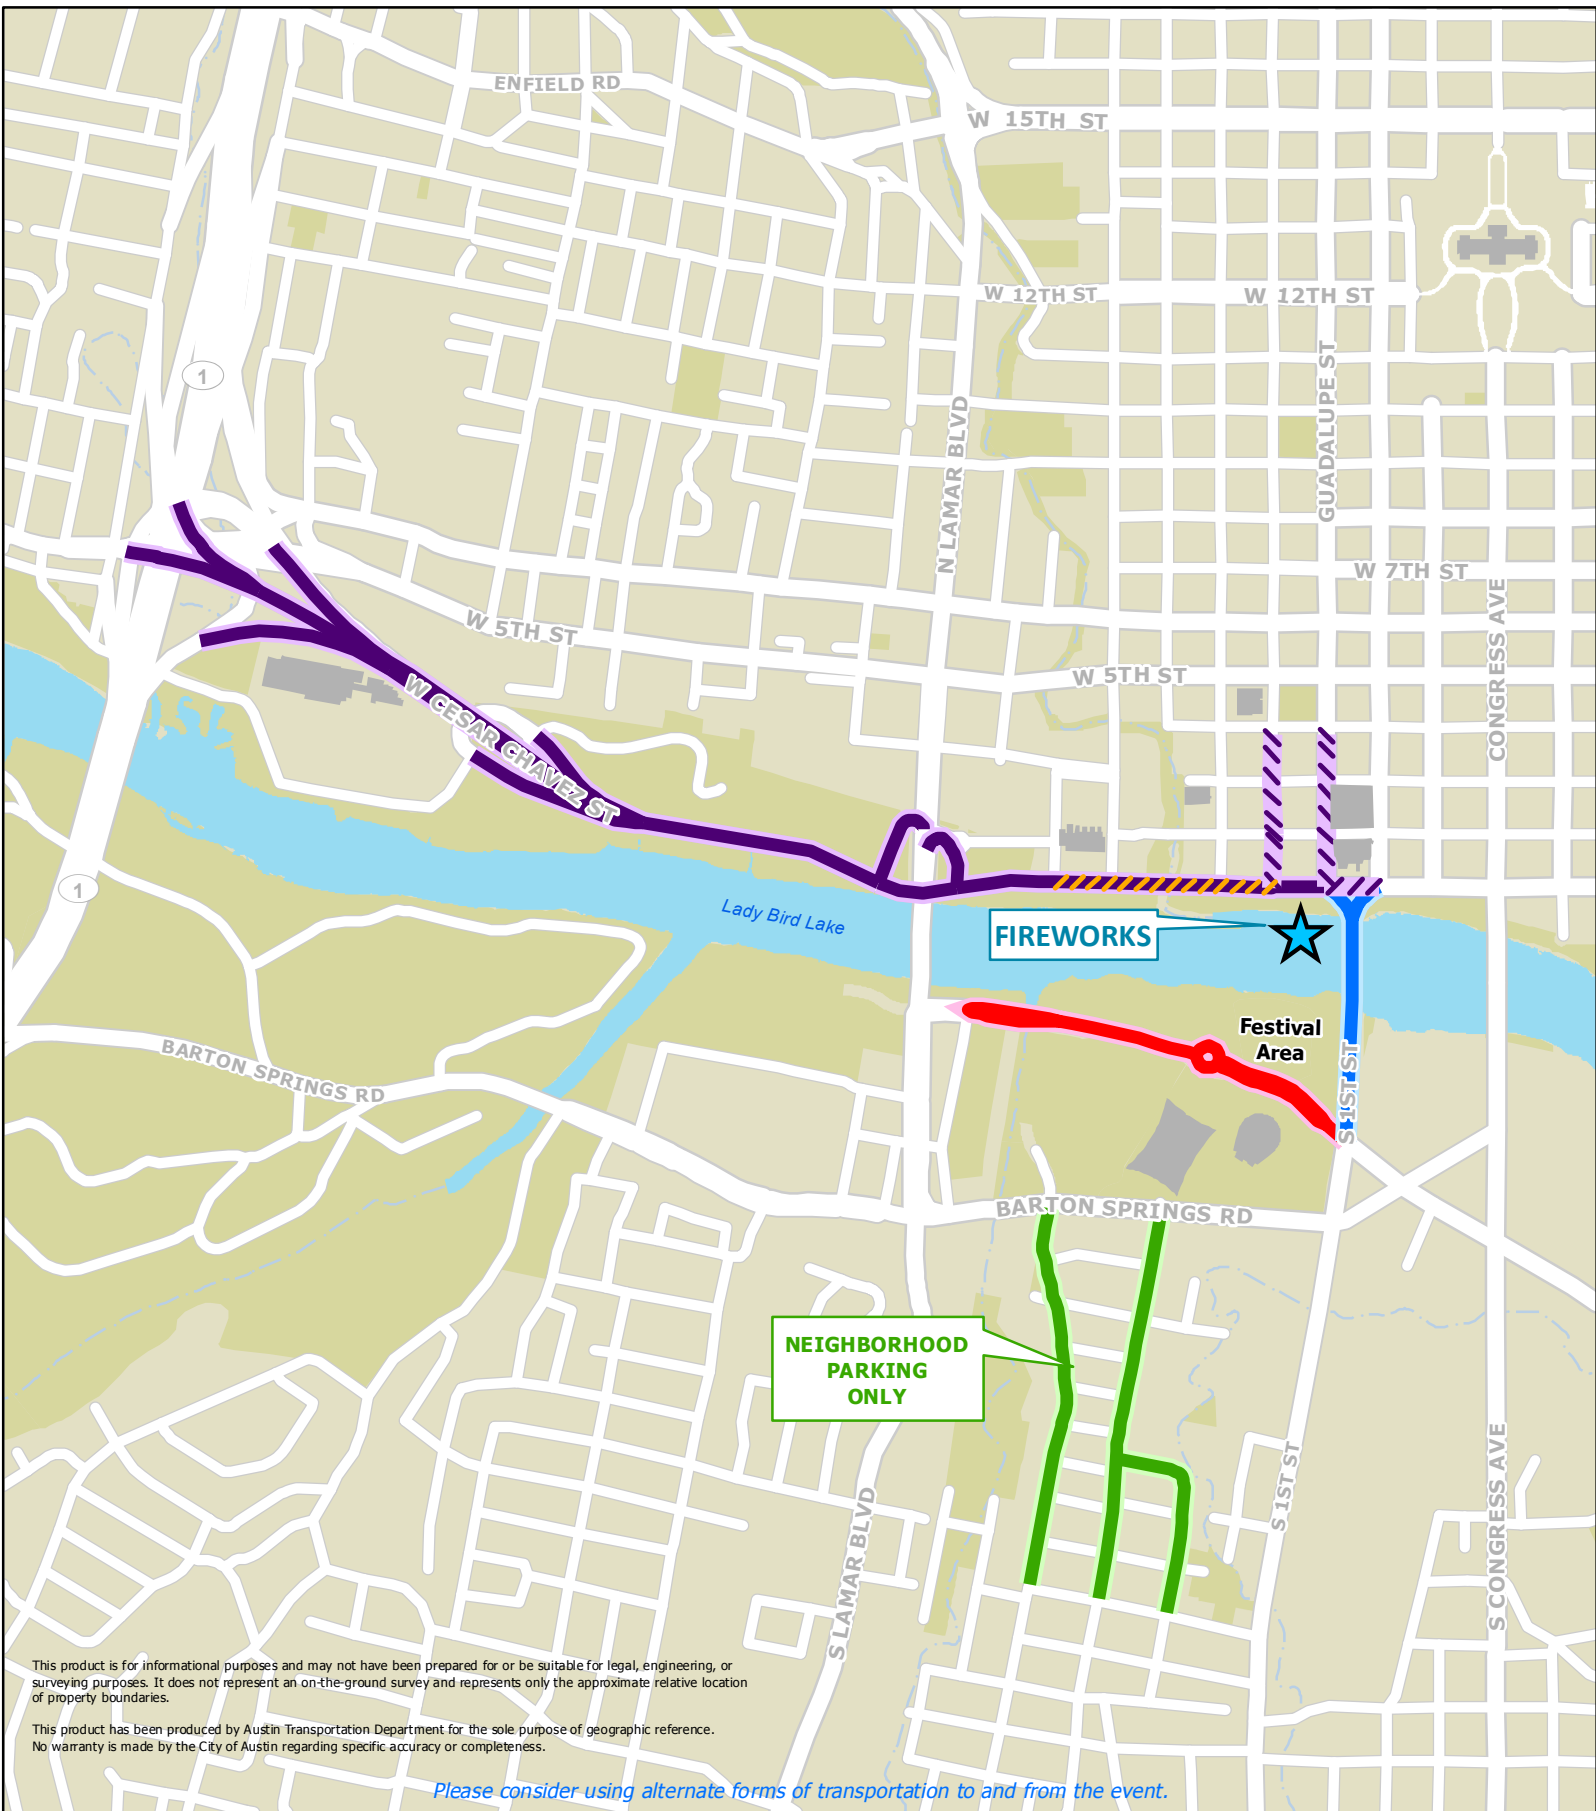 ENFIELD RD
W 15TH ST
W 12TH ST
W 12TH ST
1
GUADALUPE ST
N LAMAR BLVD
W 7TH ST
CONGRESS AVE
W 5TH ST
W 5TH ST
W CESAR CHAVEZ ST
1
Lady Bird Lake
FIREWORKS
Festival
Area
S 1ST ST
BARTON SPRINGS RD
BARTON SPRINGS RD
NEIGHBORHOOD
PARKING
ONLY
S 1ST ST
S CONGRESS AVE
S LAMAR BLVD
This product is for informational purposes and may not have been prepared for or be suitable for legal, engineering, or
surveying purposes. It does not represent an on-the-ground survey and represents only the approximate relative location
of property boundaries.
This product has been produced by Austin Transportation Department for the sole purpose of geographic reference.
No warranty is made by the City of Austin regarding specific accuracy or completeness.
Please consider using alternate forms of transportation to and from the event.